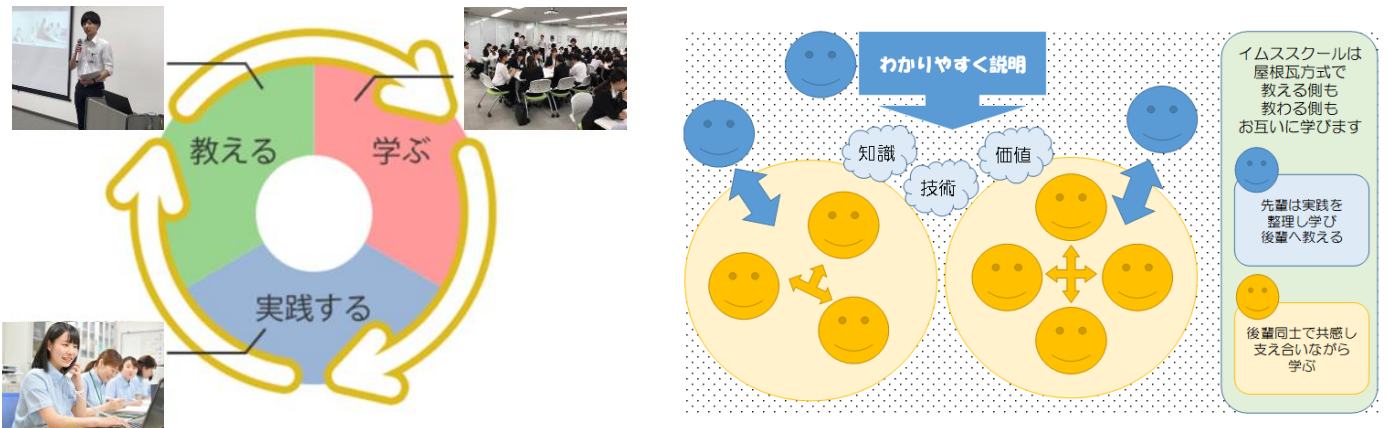 教える
学ぶ
実践する
わかりやすく説明
知識
技術
価値
イムススクールは
屋根瓦方式で
教える側も
教わる側も
お互いに学びます
先輩は実践を
整理し学び
後輩へ教える
後輩同士で共感し
支え合いながら
学ぶ